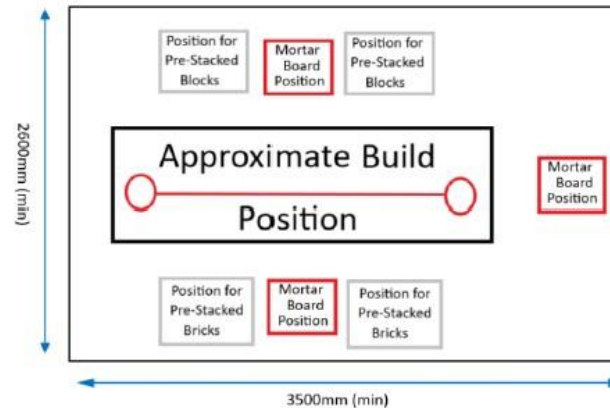 Position for
Pre-Stacked
Blocks
Mortar
Board
Position
Position for
Pre-Stacked
Blocks
2600mm (min)
Approximate Build
Position
Mortar
Board
Position
Position for
Pre-Stacked
Bricks
Mortar
Board
Position
Position for
Pre-Stacked
Bricks
3500mm (min)